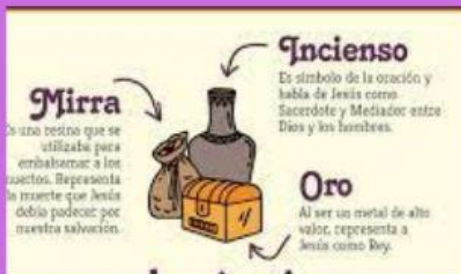 Incienso
Es símbolo de la oración y
habla de Jesús como
Sacerdote y Mediador entre
Dios y los hombres.
Mirra
Es una resina que se
utilizaba para
embalsamar a los
muertos. Representa
la muerte que Jesús
debía padecer por
nuestra salvación.
Oro
Al ser un metal de alto
valor, representa a
Jesús como Rey.